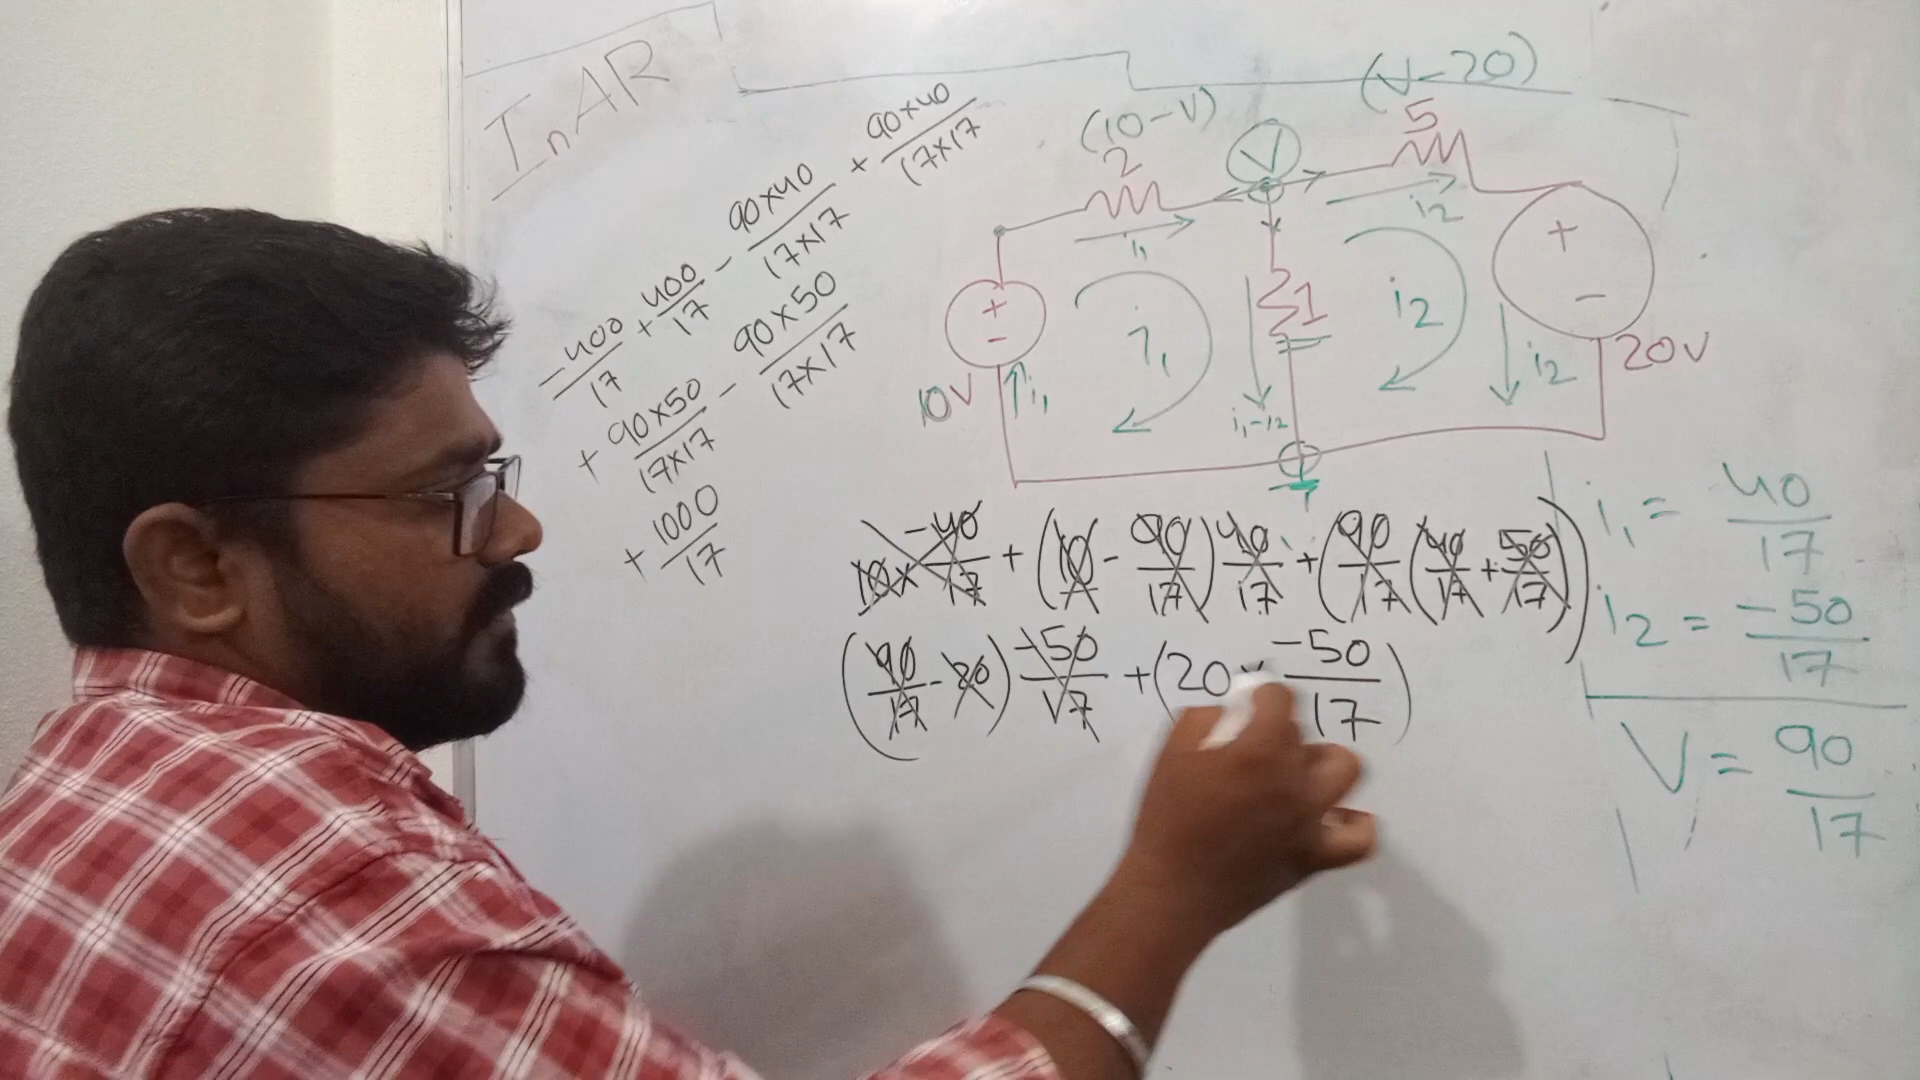 InAR
(10-V)
(V-20)
2
V
5
i₁
i₂
+
-
10V
i₁
i₁
1
i₁-i₂
i₂
i₂
+
-
20V
-400/17 + 400/17 - 90×40/17×17 + 90×40/17×17
+ 90×50/17×17 - 90×50/17×17
+ 1000/17
10× -40/17 + (10 - 90/17) 40/17 + (90/17 (40/17 + 50/17))
(90/17 - 20) -50/17 + (20× -50/17)
i₁ = 40/17
i₂ = -50/17
V = 90/17